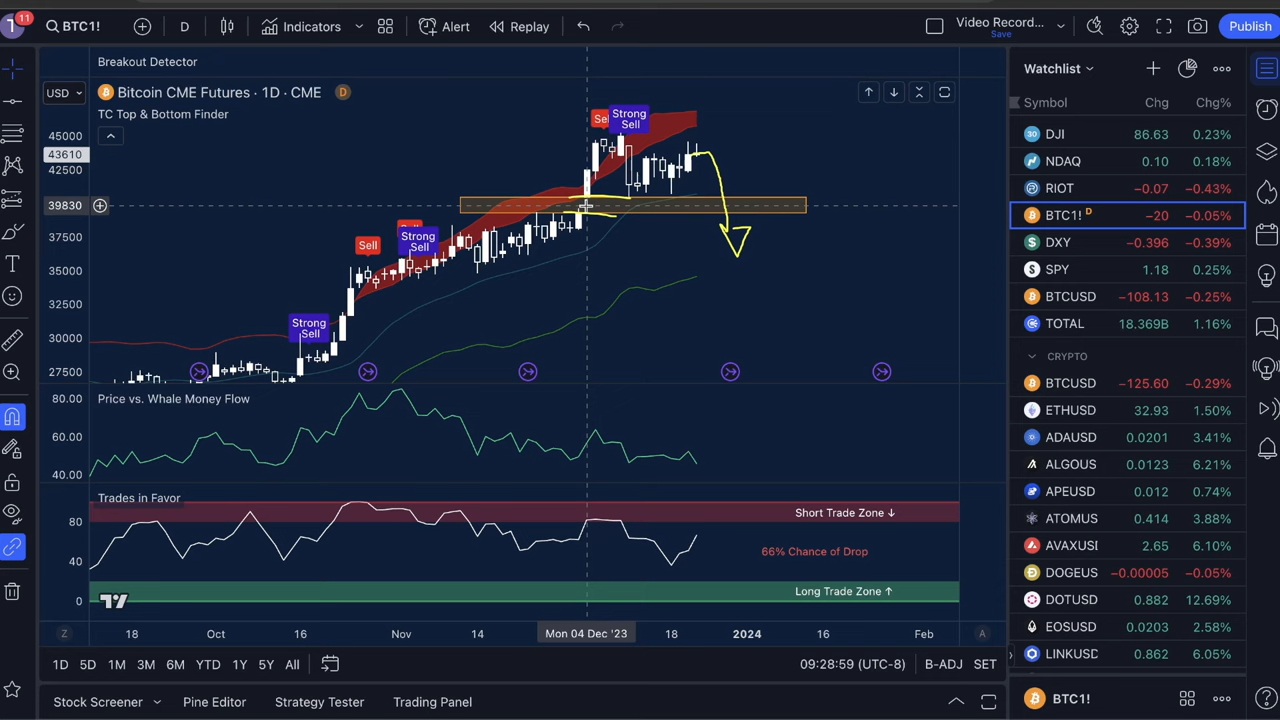 11
T
BTC1!
D
Indicators
Alert
Replay
Video Record...
Save
Publish
Breakout Detector
USD
Bitcoin CME Futures · 1D · CME
D
TC Top & Bottom Finder
45000
43610
42500
39830
37500
35000
32500
30000
27500
Sel
Strong
Sell
Sell
Strong
Sell
Strong
Sell
80.00
Price vs. Whale Money Flow
60.00
40.00
Trades in Favor
80
Short Trade Zone ↓
40
66% Chance of Drop
0
Long Trade Zone ↑
Z
18
Oct
16
Nov
14
Mon 04 Dec '23
18
2024
16
Feb
A
1D
5D
1M
3M
6M
YTD
1Y
5Y
All
09:28:59 (UTC-8)
B-ADJ
SET
Stock Screener
Pine Editor
Strategy Tester
Trading Panel
Watchlist
Symbol
Chg
Chg%
30
DJI 86.63 0.23%
NDAQ 0.10 0.18%
RIOT −0.07 −0.43%
BTC1! D −20 −0.05%
DXY −0.396 −0.39%
SPY 1.18 0.25%
BTCUSD −108.13 −0.25%
TOTAL 18.369B 1.16%
CRYPTO
BTCUSD −125.60 −0.29%
ETHUSD 32.93 1.50%
ADAUSD 0.0201 3.41%
ALGOUS 0.0123 6.21%
APEUSD 0.012 0.74%
ATOMUS 0.414 3.88%
AVAXUSI 2.65 6.10%
DOGEUS −0.00005 −0.05%
DOTUSD 0.882 12.69%
EOSUSD 0.0203 2.58%
LINKUSD 0.862 6.05%
BTC1!